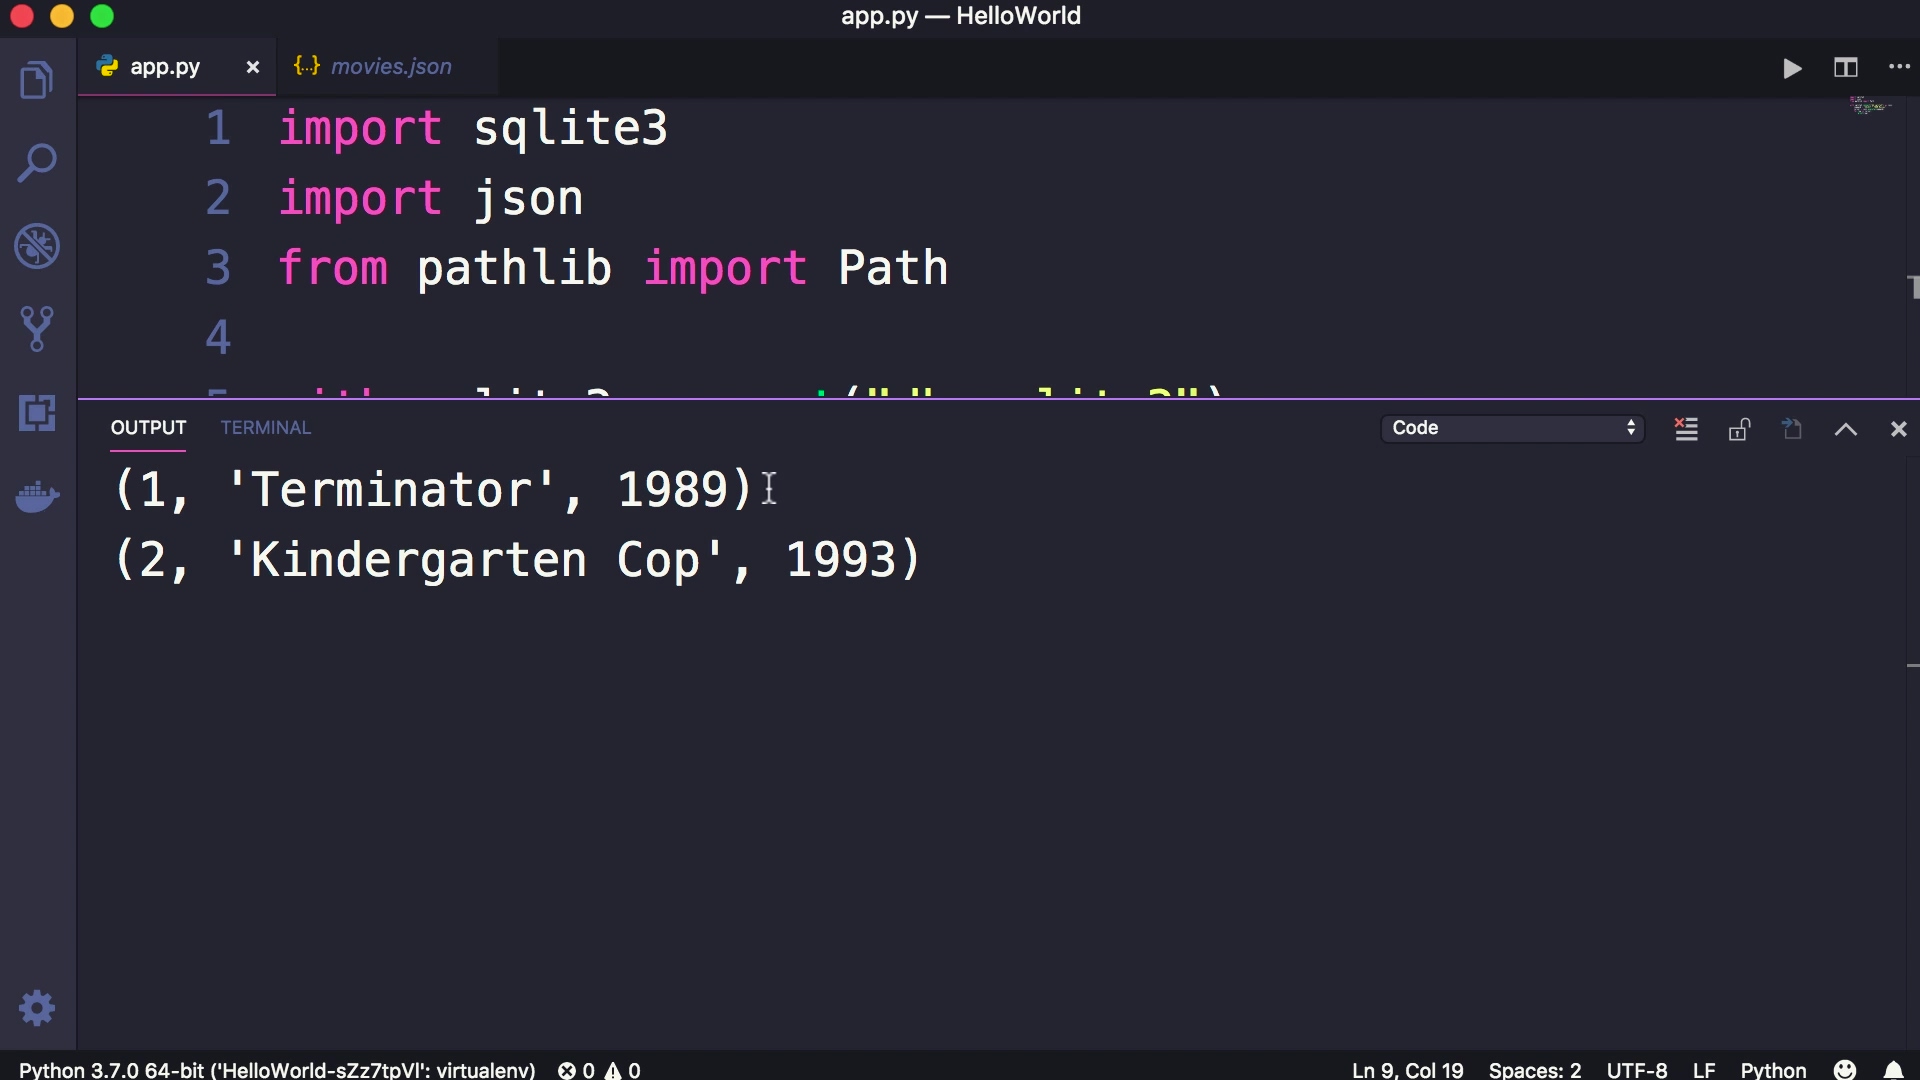 app.py — HelloWorld
app.py
{..} movies.json
1 import sqlite3
2 import json
3 from pathlib import Path
4
OUTPUT TERMINAL Code
(1, 'Terminator', 1989)
(2, 'Kindergarten Cop', 1993)
Python 3.7.0 64-bit ('HelloWorld-sZz7tpVl': virtualenv) 0 0 Ln 9, Col 19 Spaces: 2 UTF-8 LF Python